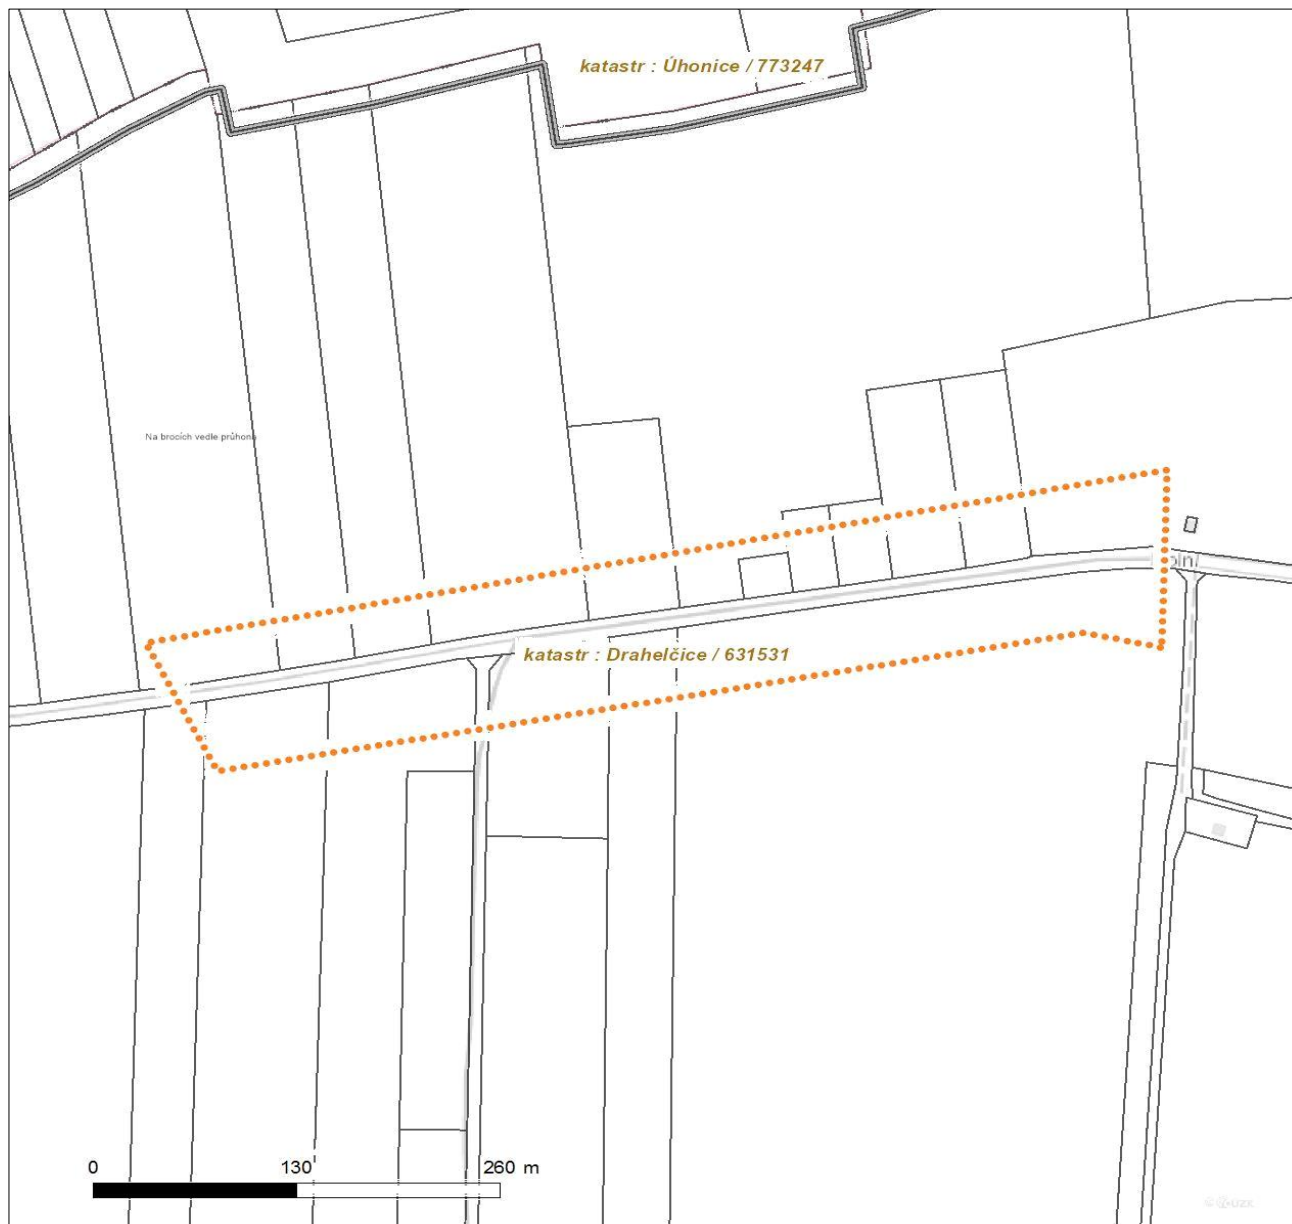 katastr : Úhonice / 773247
Na brocích vedle průhonu
katastr : Drahelčice / 631531
0 130 260 m